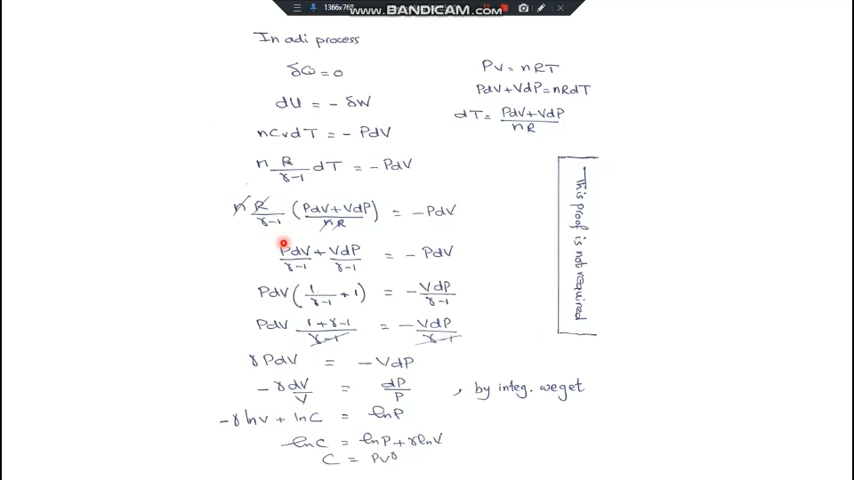 1366x768
WWW.BANDICAM.COM
In adi process
δQ = 0
dU = - δW
nCvdT = - PdV
n R/γ-1 dT = - PdV
nR/γ-1 (PdV+VdP/nR) = - PdV
PdV/γ-1 + VdP/γ-1 = - PdV
PdV (1/γ-1 + 1) = - VdP/γ-1
PdV 1+γ-1/γ-1 = - VdP/γ-1
γPdV = - VdP
-γ dV/V = dP/P , by integ. we get
-γ lnV + lnC = lnP
lnC = lnP + γlnV
C = PVγ
PV = nRT
PdV+VdP=nRdT
dT = PdV+VdP/nR
This proof is not required